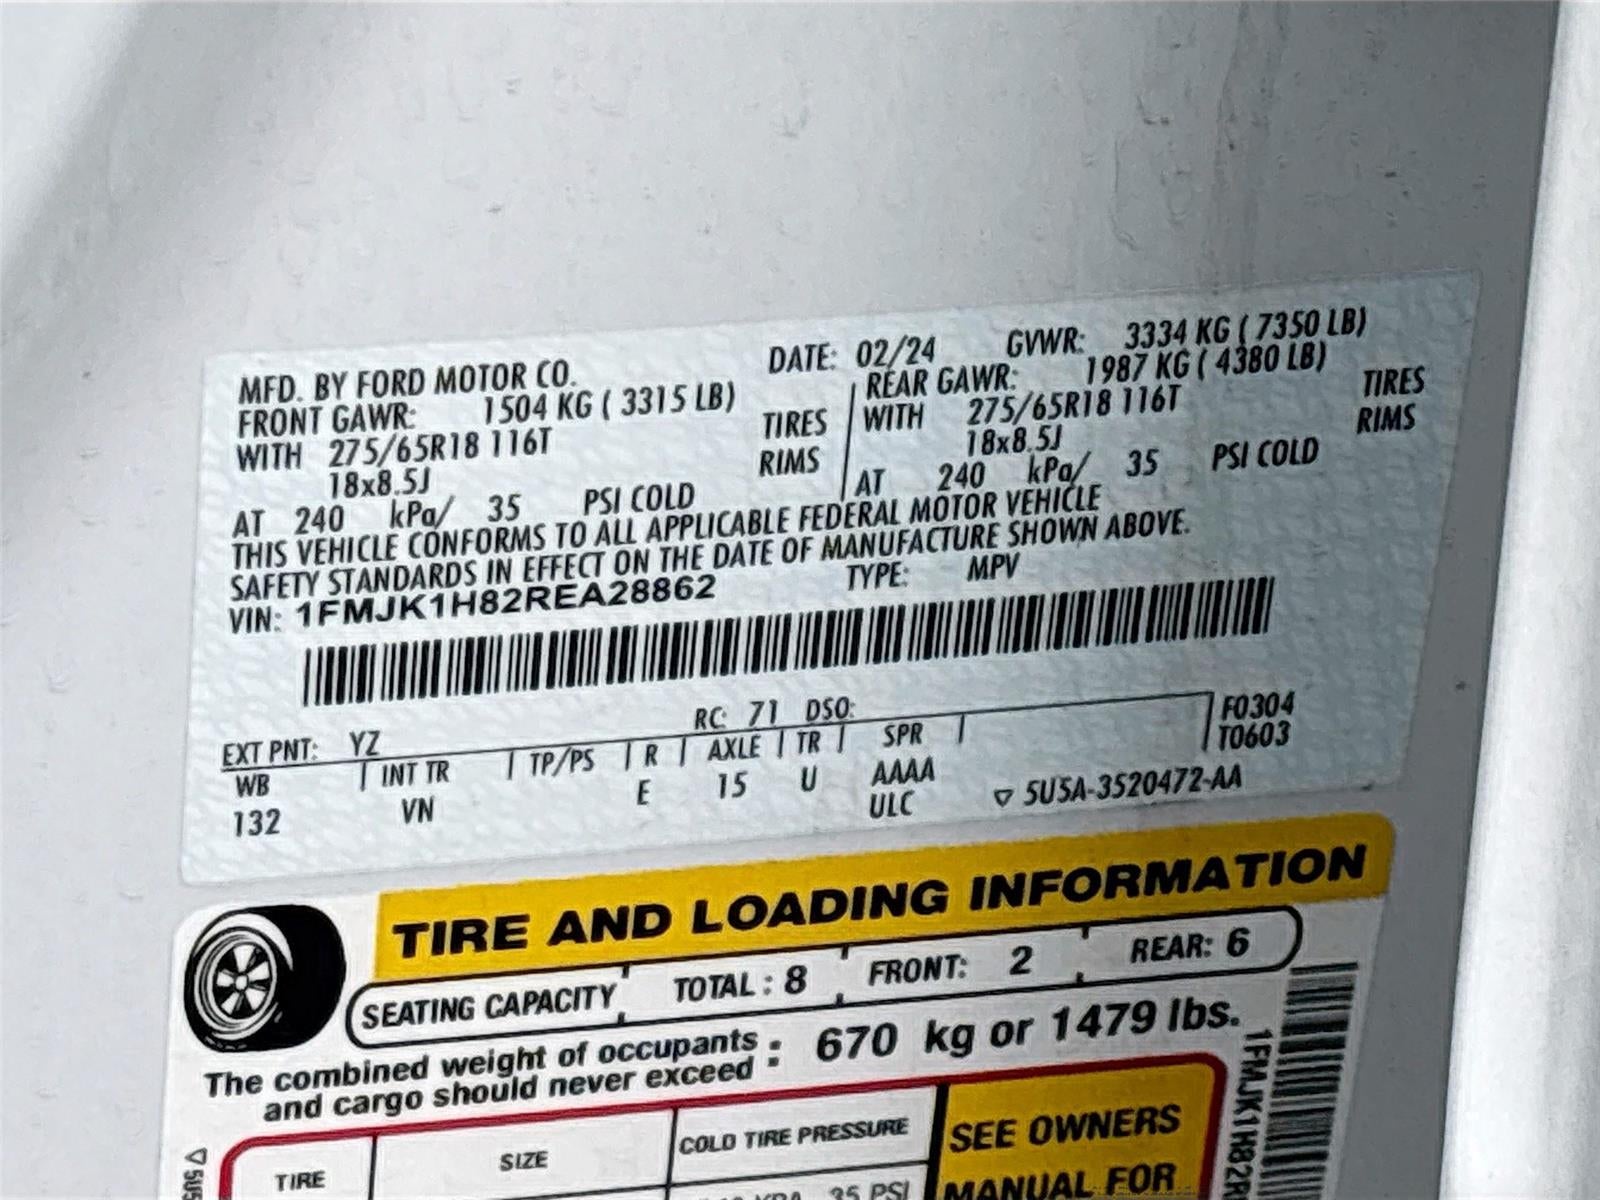 MFD. BY FORD MOTOR CO. DATE: 02/24 GVWR: 3334 KG ( 7350 LB)
FRONT GAWR: 1504 KG ( 3315 LB) REAR GAWR: 1987 KG ( 4380 LB)
WITH 275/65R18 116T TIRES WITH 275/65R18 116T TIRES
18x8.5J RIMS 18x8.5J RIMS
AT 240 kPa/ 35 PSI COLD AT 240 kPa/ 35 PSI COLD
THIS VEHICLE CONFORMS TO ALL APPLICABLE FEDERAL MOTOR VEHICLE
SAFETY STANDARDS IN EFFECT ON THE DATE OF MANUFACTURE SHOWN ABOVE.
VIN: 1FMJK1H82REA28862 TYPE: MPV
EXT PNT: YZ RC: 71 DSO: F0304
WB INT TR TP/PS R AXLE TR SPR T0603
132 VN E 15 U AAAA
ULC ▽ 5U5A-3520472-AA
TIRE AND LOADING INFORMATION
SEATING CAPACITY TOTAL : 8 FRONT: 2 REAR: 6
The combined weight of occupants : 670 kg or 1479 lbs.
and cargo should never exceed
TIRE SIZE COLD TIRE PRESSURE SEE OWNERS
35 PSI MANUAL FOR
1FMJK1H82R
▽ 5U5